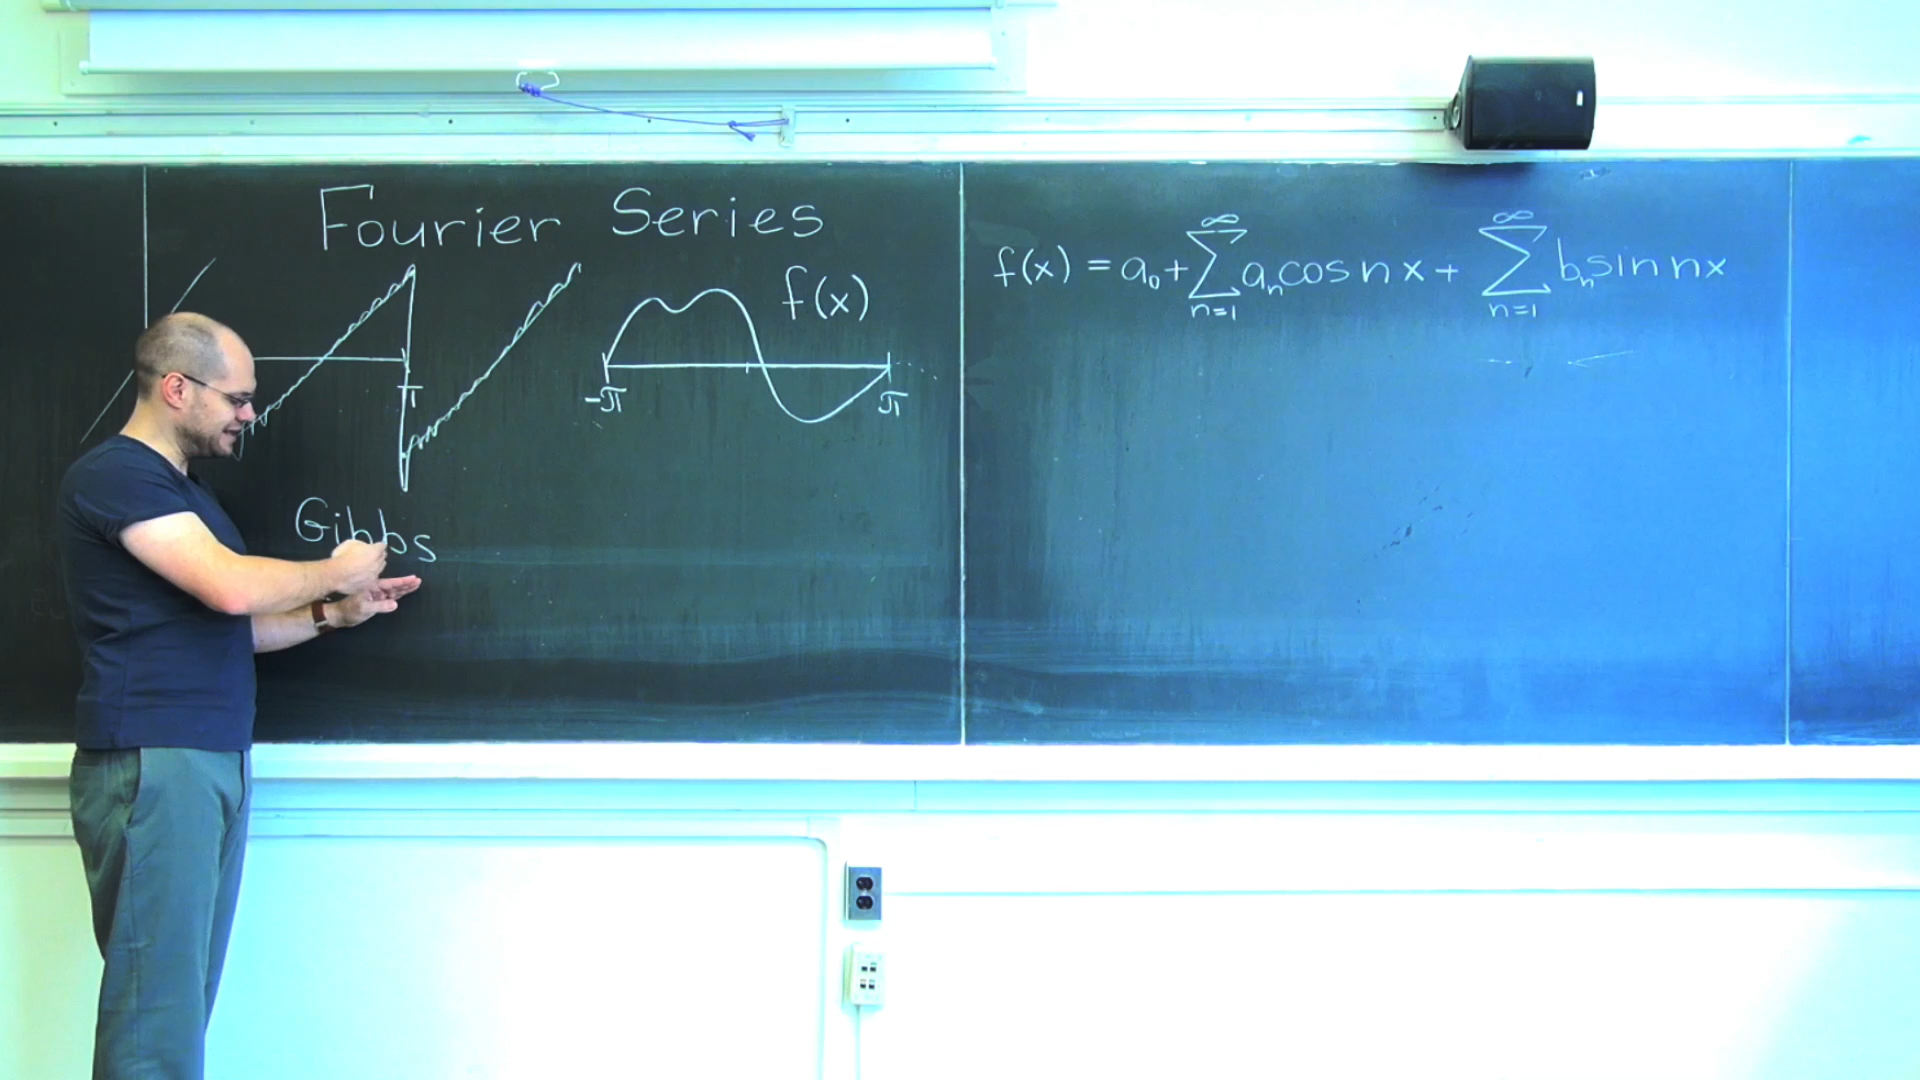 Fourier Series
π
Gibbs
f(x)
-π
π
f(x) = a₀ + ∑ₙ₌₁^∞ aₙ cos nx + ∑ₙ₌₁^∞ bₙ sin nx